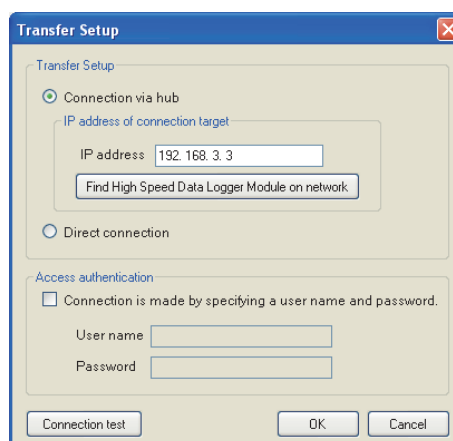 Transfer Setup
Transfer Setup
Connection via hub
IP address of connection target
IP address 192. 168. 3. 3
Find High Speed Data Logger Module on network
Direct connection
Access authentication
Connection is made by specifying a user name and password.
User name
Password
Connection test OK Cancel